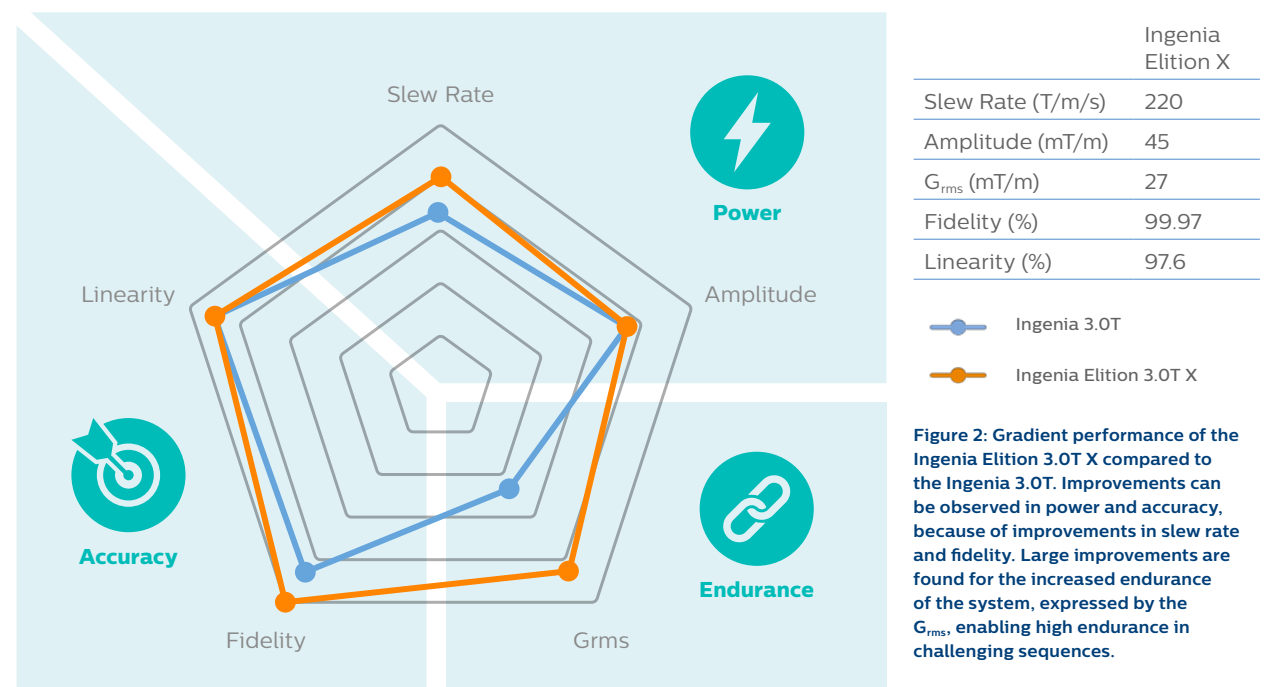 Slew Rate
Power
Linearity
Amplitude
Accuracy
Endurance
Fidelity
Grms
Ingenia
Elition X
Slew Rate (T/m/s) 220
Amplitude (mT/m) 45
Grms (mT/m) 27
Fidelity (%) 99.97
Linearity (%) 97.6
Ingenia 3.0T
Ingenia Elition 3.0T X
Figure 2: Gradient performance of the
Ingenia Elition 3.0T X compared to
the Ingenia 3.0T. Improvements can
be observed in power and accuracy,
because of improvements in slew rate
and fidelity. Large improvements are
found for the increased endurance
of the system, expressed by the
Grms, enabling high endurance in
challenging sequences.